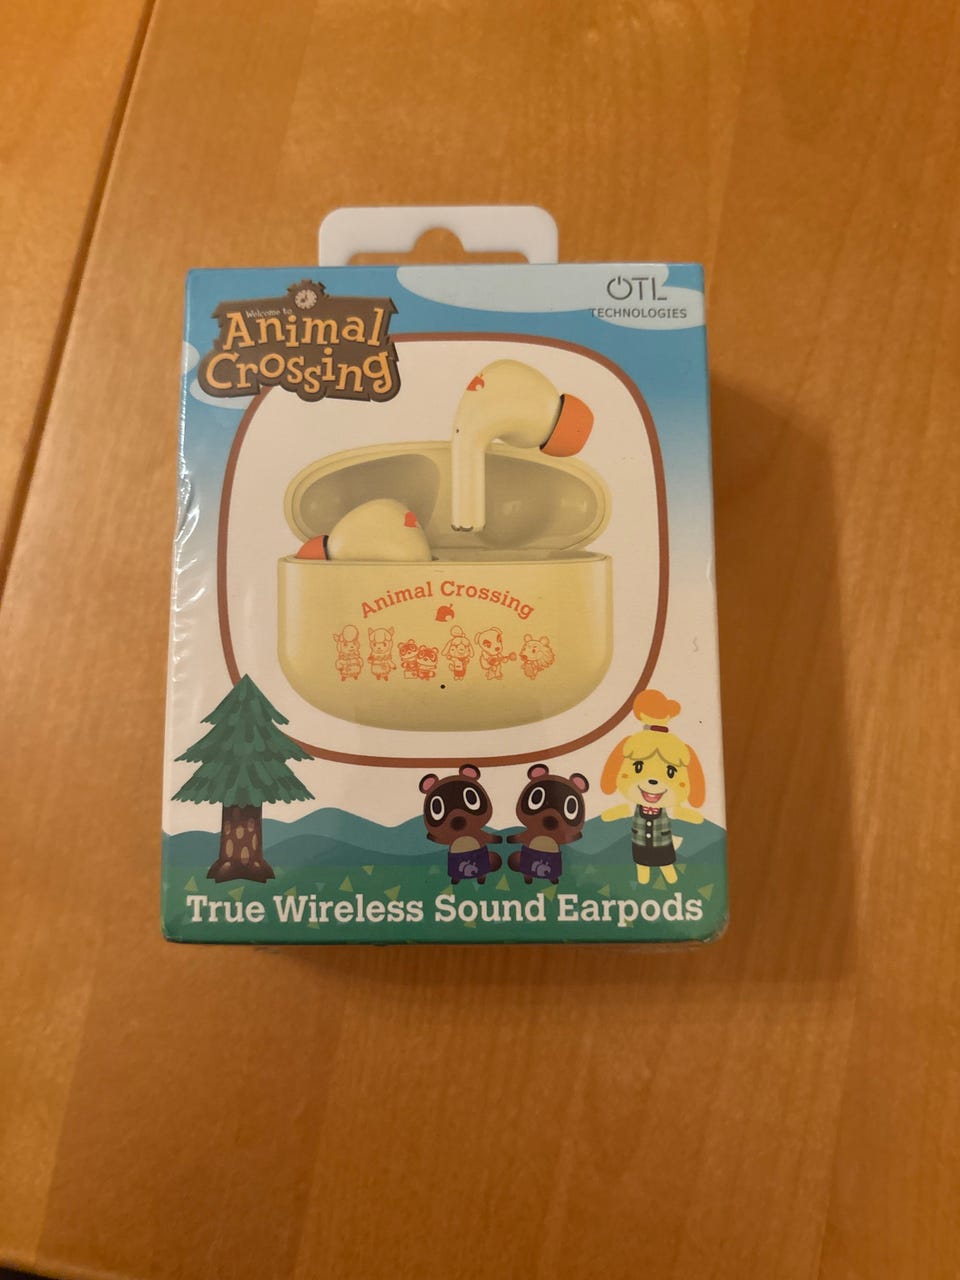 Welcome to
Animal
Crossing
OTL
TECHNOLOGIES
Animal Crossing
True Wireless Sound Earpods